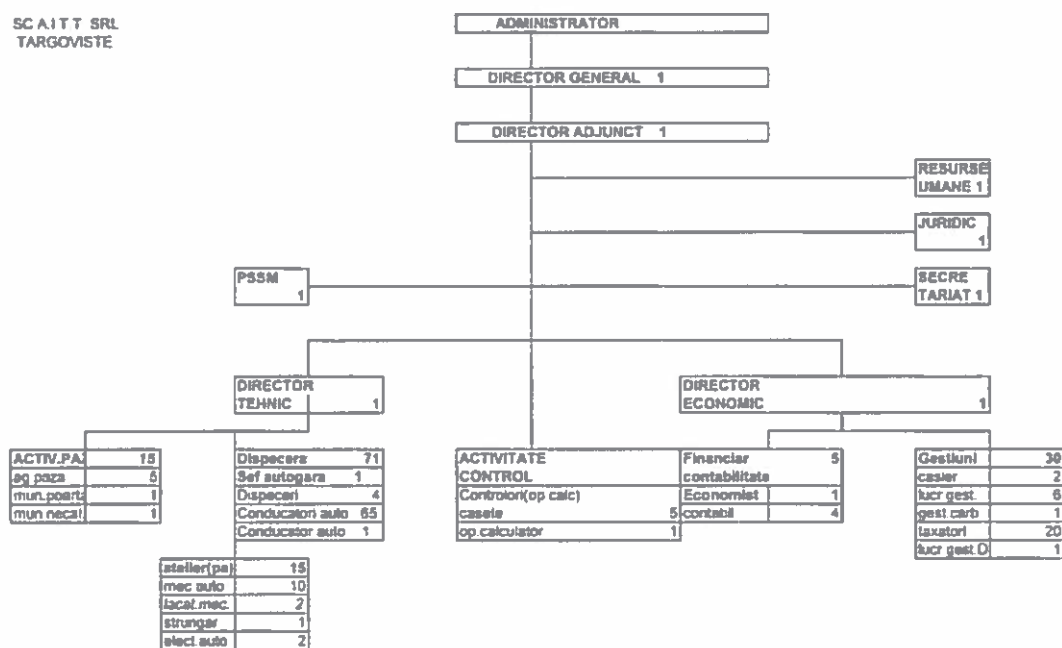 SC A.I T T SRL
TARGOVISTE
ADMINISTRATOR
DIRECTOR GENERAL 1
DIRECTOR ADJUNCT 1
RESURSE
UMANE 1
JURIDIC
1
PSSM
1
SECRE
TARIAT 1
DIRECTOR
TEHNIC 1
DIRECTOR
ECONOMIC 1
ACTIV.PAZ 15
ag paza 5
mun.poarta 1
mun necal. 1
Dispecera 71
Sef autogara 1
Dispeceri 4
Conducatori auto 65
Conducator auto 1
atelier(pa) 15
mec auto 10
lacat.mec. 2
strungar 1
elect.auto 2
ACTIVITATE
CONTROL
Controlori(op calc)
casele 5
op.calculator 1
Financiar 5
contabilitate
Economist 1
contabil 4
Gestiuni 30
casier 2
lucr gest. 6
gest.carb 1
taxatori 20
lucr gest.D 1